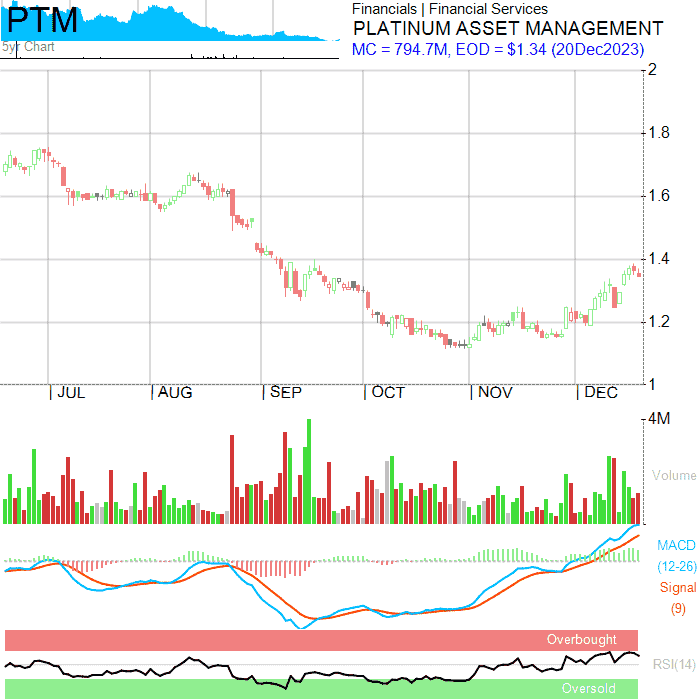 PTM
5yr Chart
Financials | Financial Services
PLATINUM ASSET MANAGEMENT
MC = 794.7M, EOD = $1.34 (20Dec2023)
2
1.8
1.6
1.4
1.2
1
JUL AUG SEP OCT NOV DEC
4M
Volume
MACD
(12-26)
Signal
(9)
Overbought
RSI(14)
Oversold